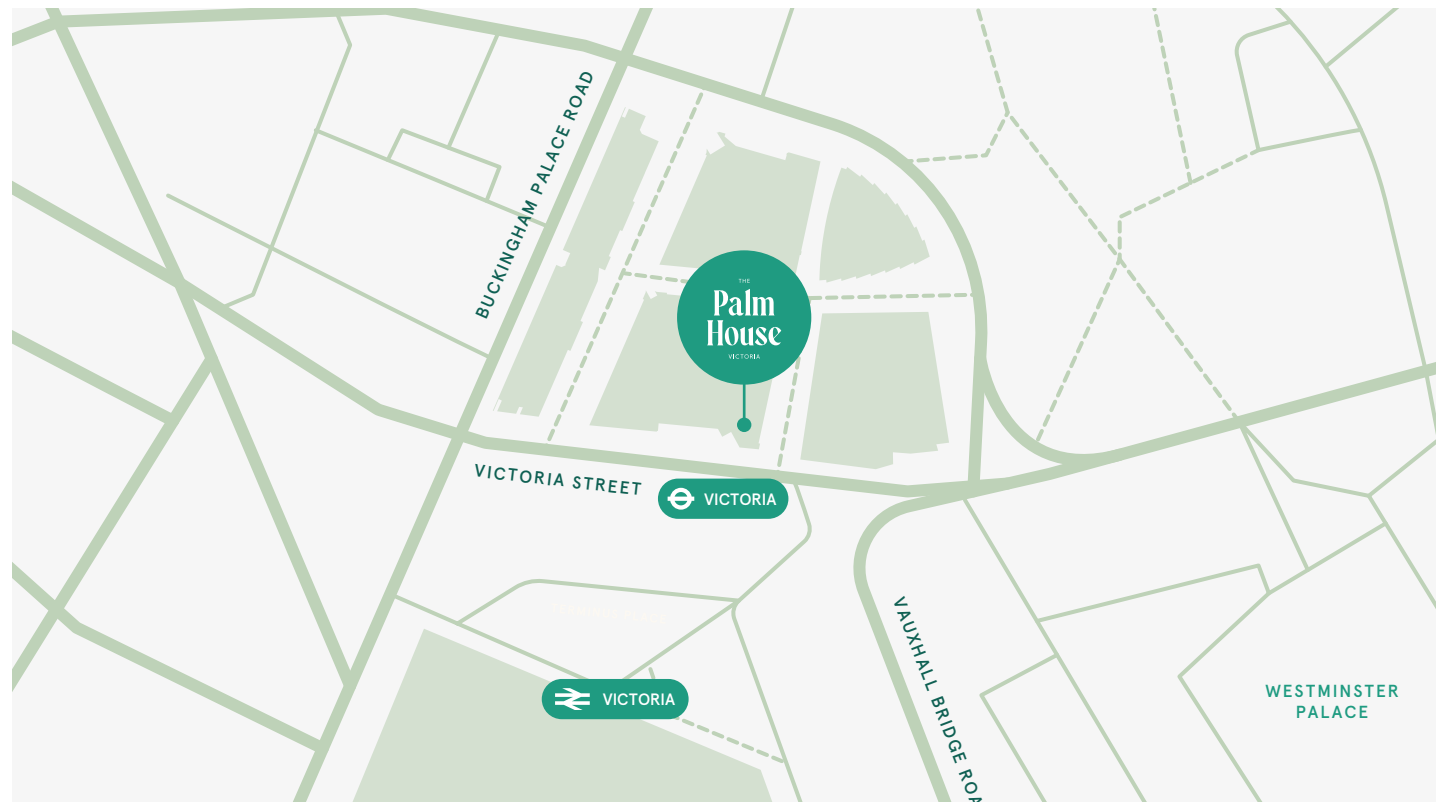 BUCKINGHAM PALACE ROAD
THE
Palm
House
VICTORIA
VICTORIA STREET
VICTORIA
VICTORIA
VAUXHALL BRIDGE ROA
WESTMINSTER
PALACE